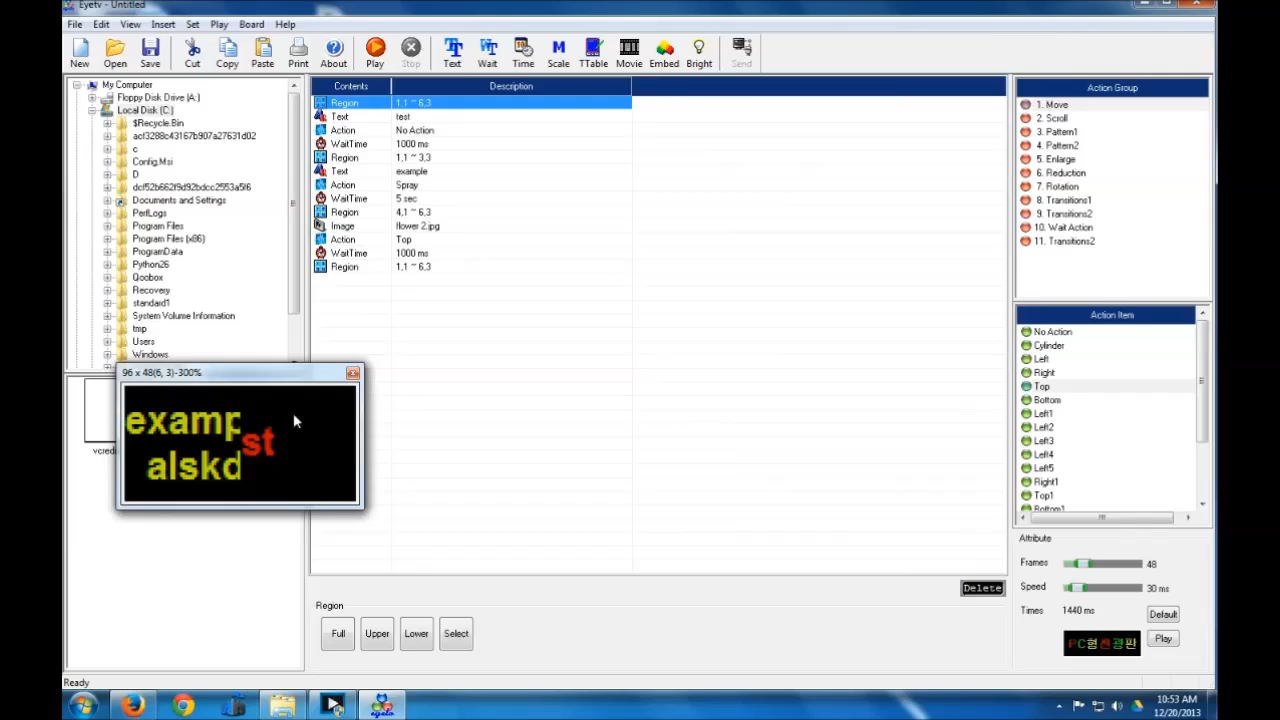 Eyetv - Untitled
File Edit View Insert Set Play Board Help
New Open Save Cut Copy Paste Print About Play Stop Text Wait Time Scale TTable Movie Embed Bright Send
My Computer
Floppy Disk Drive (A:)
Local Disk (C:)
$Recycle.Bin
acf3288c43167b907a27631d02
c
Config.Msi
D
dcf52b662f9d92bdcc2553a5f6
Documents and Settings
PerfLogs
Program Files
Program Files (x86)
ProgramData
Python26
Qoobox
Recovery
standard1
System Volume Information
tmp
Users
Windows
vcredi
96 x 48(6, 3)-300%
examp
st
alskd
Contents Description
Region 1,1 ~ 6,3
Text test
Action No Action
WaitTime 1000 ms
Region 1,1 ~ 3,3
Text example
Action Spray
WaitTime 5 sec
Region 4,1 ~ 6,3
Image flower 2.jpg
Action Top
WaitTime 1000 ms
Region 1,1 ~ 6,3
Delete
Region
Full Upper Lower Select
Action Group
1. Move
2. Scroll
3. Pattern1
4. Pattern2
5. Enlarge
6. Reduction
7. Rotation
8. Transitions1
9. Transitions2
10. Wait Action
11. Transitions2
Action Item
No Action
Cylinder
Left
Right
Top
Bottom
Left1
Left2
Left3
Left4
Left5
Right1
Top1
Bottom1
Attribute
Frames 48
Speed 30 ms
Times 1440 ms Default
PC형전광판 Play
Ready
10:53 AM
12/20/2013